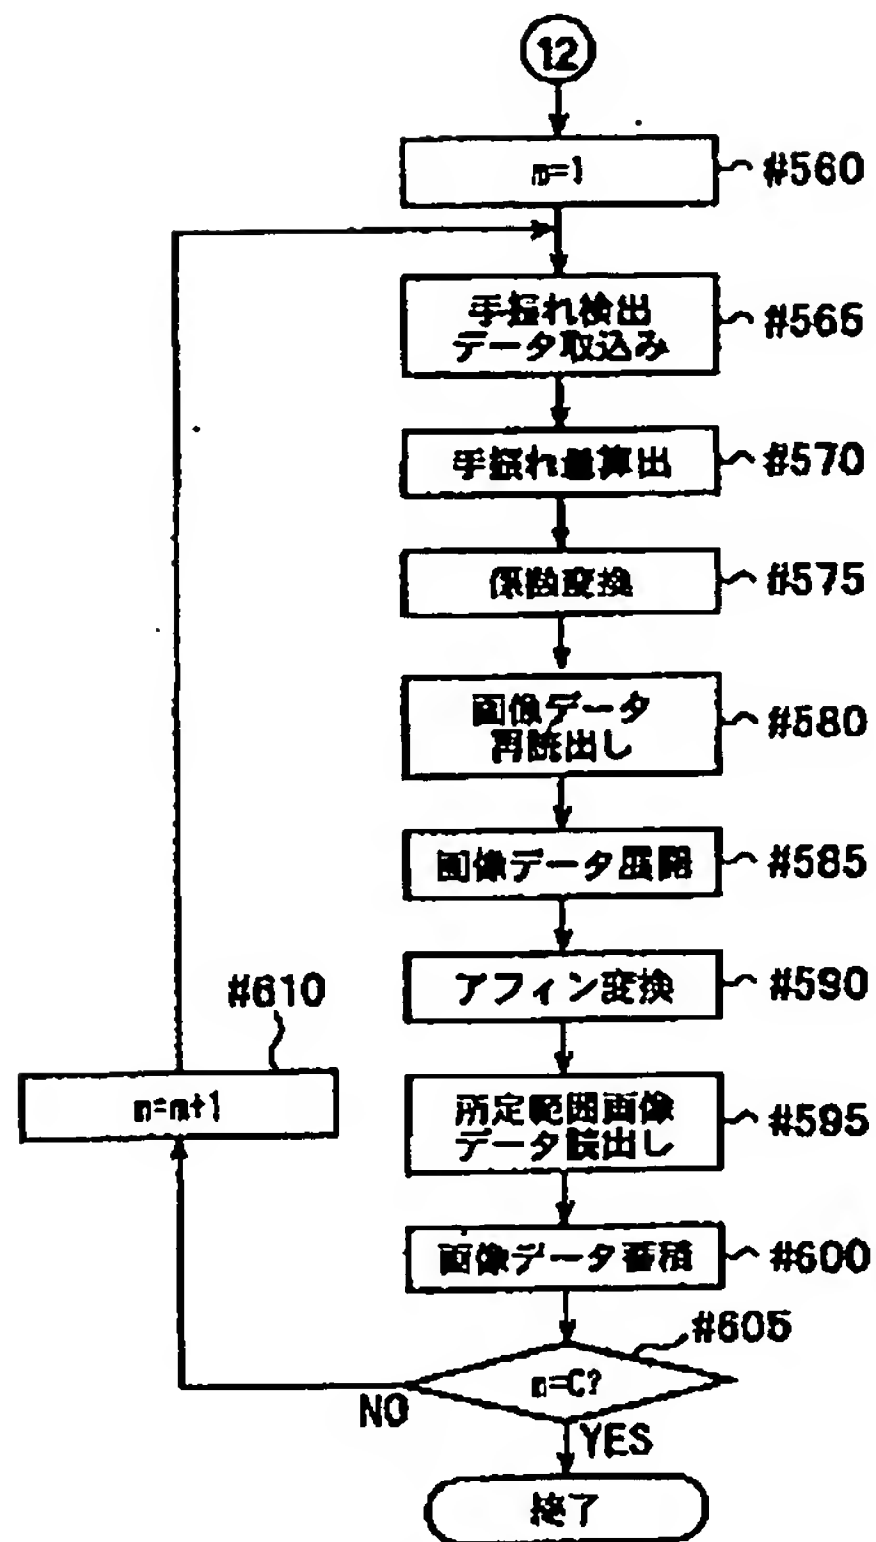 12
m=1
#560
手振れ検出
データ取込み
#565
手振れ量算出
#570
係数変換
#575
画像データ
再読出し
#580
画像データ展開
#585
アフィン変換
#590
#610
m=m+1
所定範囲画像
データ読出し
#595
画像データ蓄積
#600
#605
m=C?
NO
YES
終了